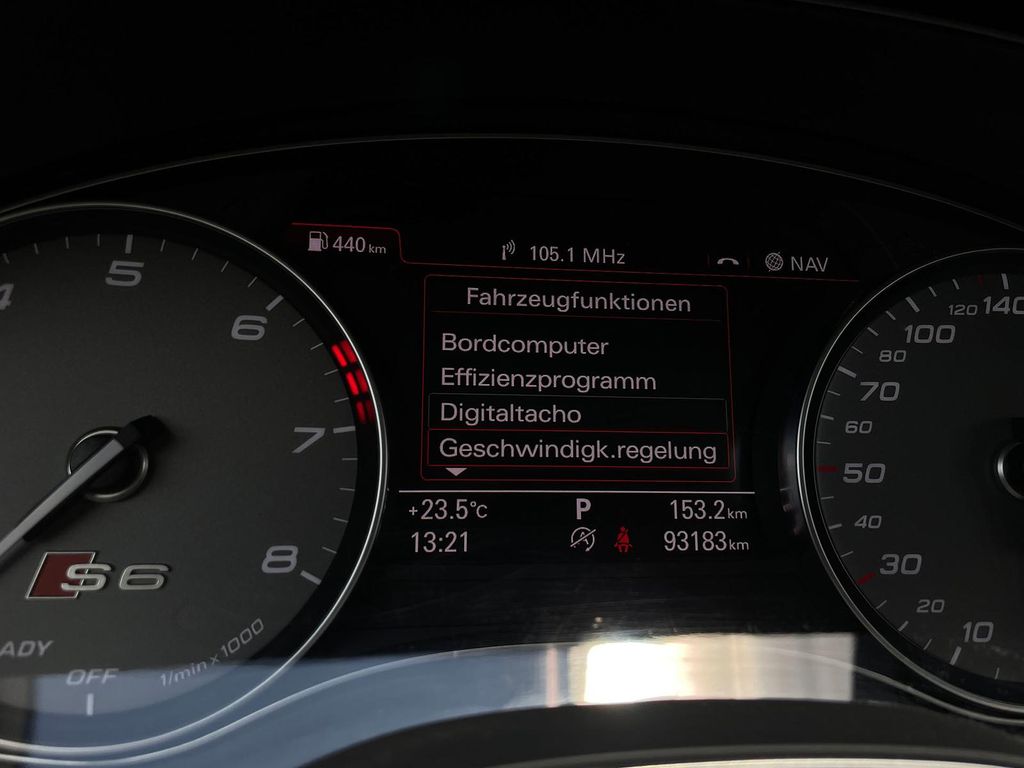 440 km
105.1 MHz
NAV
Fahrzeugfunktionen
Bordcomputer
Effizienzprogramm
Digitaltacho
Geschwindigk.regelung
+23.5°C
P
153.2 km
13:21
93183 km
4
5
6
7
8
S6
ADY
OFF
1/min x 1000
140
120
100
80
70
60
50
40
30
20
10